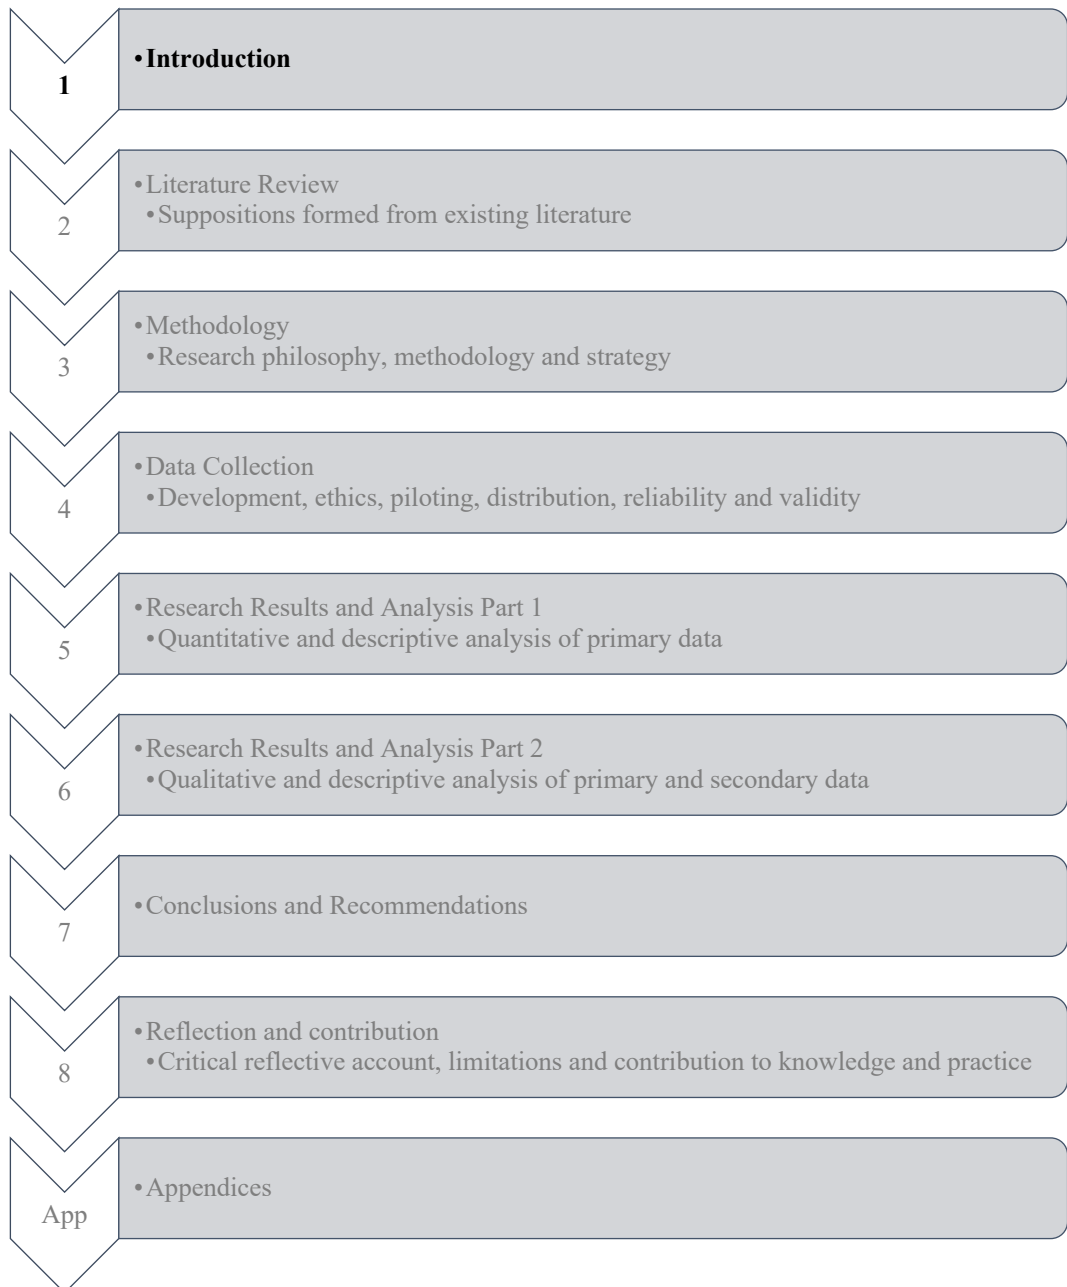 1
•Introduction
2
•Literature Review
•Suppositions formed from existing literature
3
•Methodology
•Research philosophy, methodology and strategy
4
•Data Collection
•Development, ethics, piloting, distribution, reliability and validity
5
•Research Results and Analysis Part 1
•Quantitative and descriptive analysis of primary data
6
•Research Results and Analysis Part 2
•Qualitative and descriptive analysis of primary and secondary data
7
•Conclusions and Recommendations
8
•Reflection and contribution
•Critical reflective account, limitations and contribution to knowledge and practice
App
•Appendices